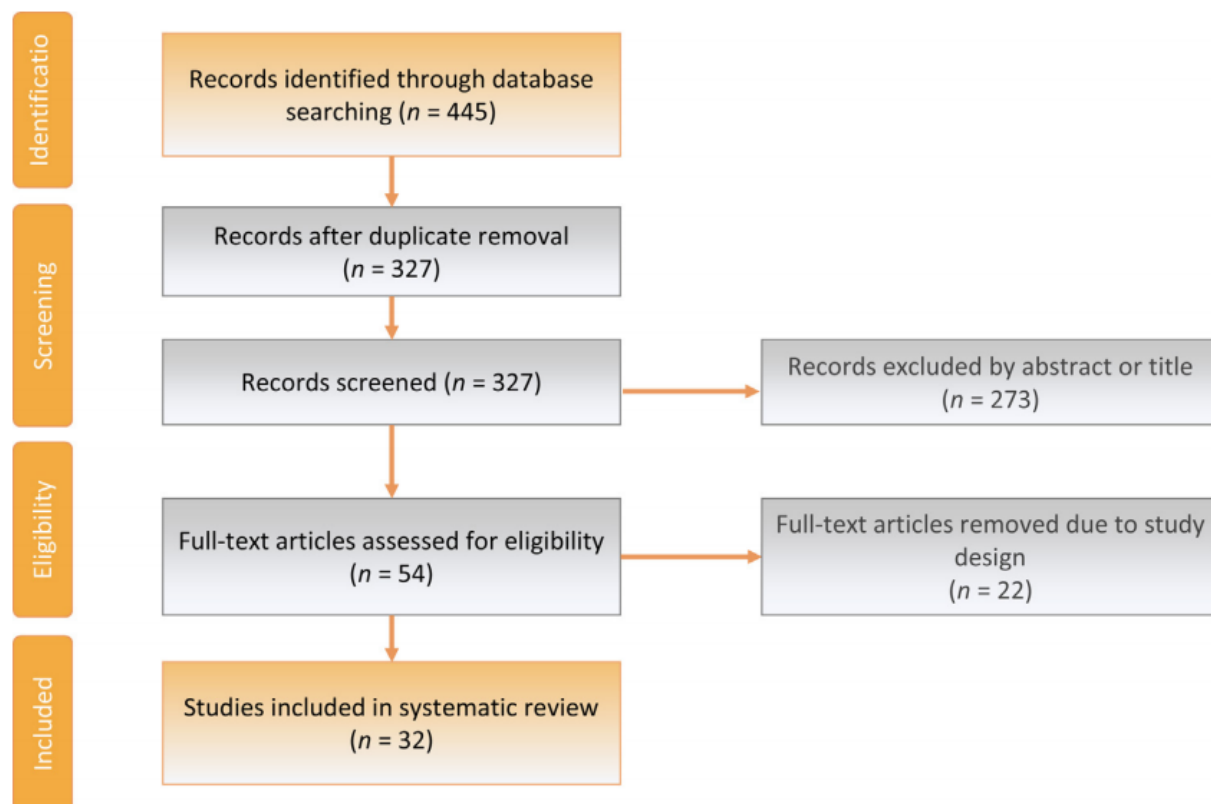 Identificatio
Records identified through database
searching (n = 445)
Screening
Records after duplicate removal
(n = 327)
Records screened (n = 327)
Records excluded by abstract or title
(n = 273)
Eligibility
Full-text articles assessed for eligibility
(n = 54)
Full-text articles removed due to study
design
(n = 22)
Included
Studies included in systematic review
(n = 32)